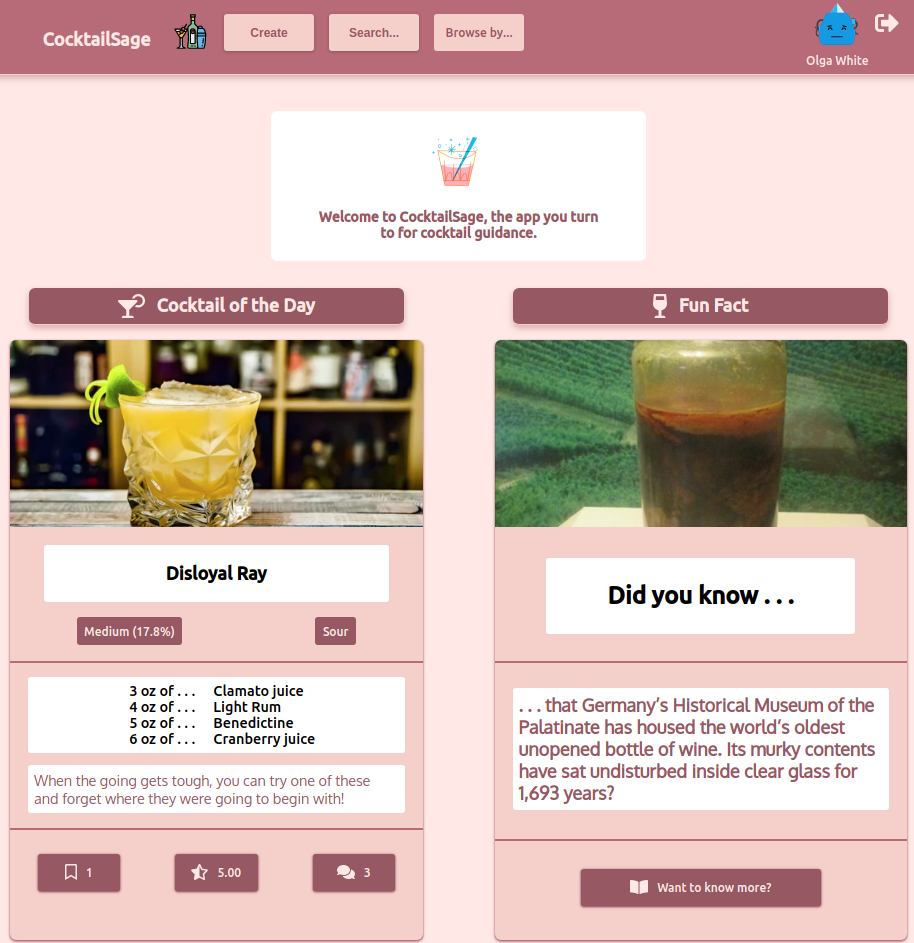 CocktailSage
Create
Search...
Browse by...
Olga White
Welcome to CocktailSage, the app you turn
to for cocktail guidance.
Cocktail of the Day
Disloyal Ray
Medium (17.8%)
Sour
3 oz of . . . Clamato juice
4 oz of . . . Light Rum
5 oz of . . . Benedictine
6 oz of . . . Cranberry juice
When the going gets tough, you can try one of these
and forget where they were going to begin with!
1
5.00
3
Fun Fact
Did you know . . .
. . . that Germany’s Historical Museum of the
Palatinate has housed the world’s oldest
unopened bottle of wine. Its murky contents
have sat undisturbed inside clear glass for
1,693 years?
Want to know more?